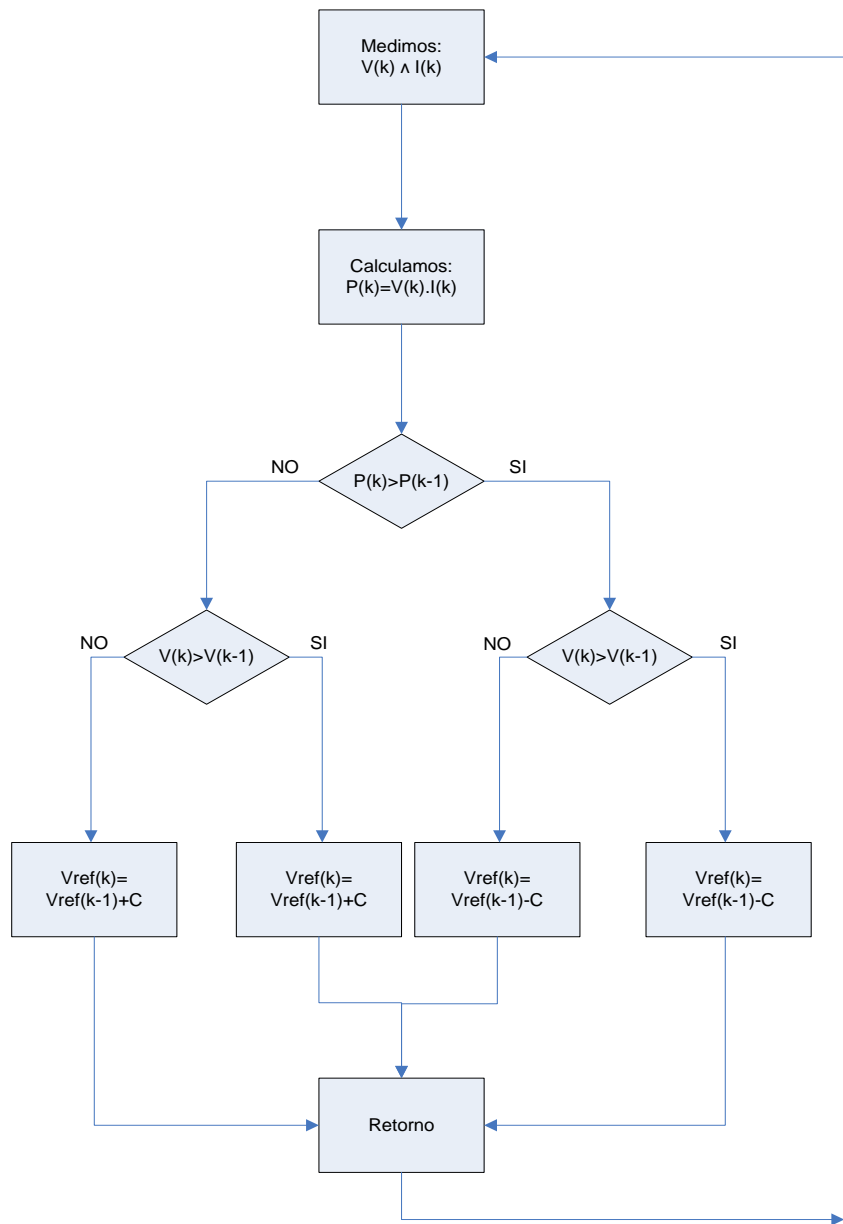 Medimos:
V(k) ʌ I(k)
Calculamos:
P(k)=V(k).I(k)
NO
P(k)>P(k-1)
SI
NO
V(k)>V(k-1)
SI
NO
V(k)>V(k-1)
SI
Vref(k)=
Vref(k-1)+C
Vref(k)=
Vref(k-1)+C
Vref(k)=
Vref(k-1)-C
Vref(k)=
Vref(k-1)-C
Retorno